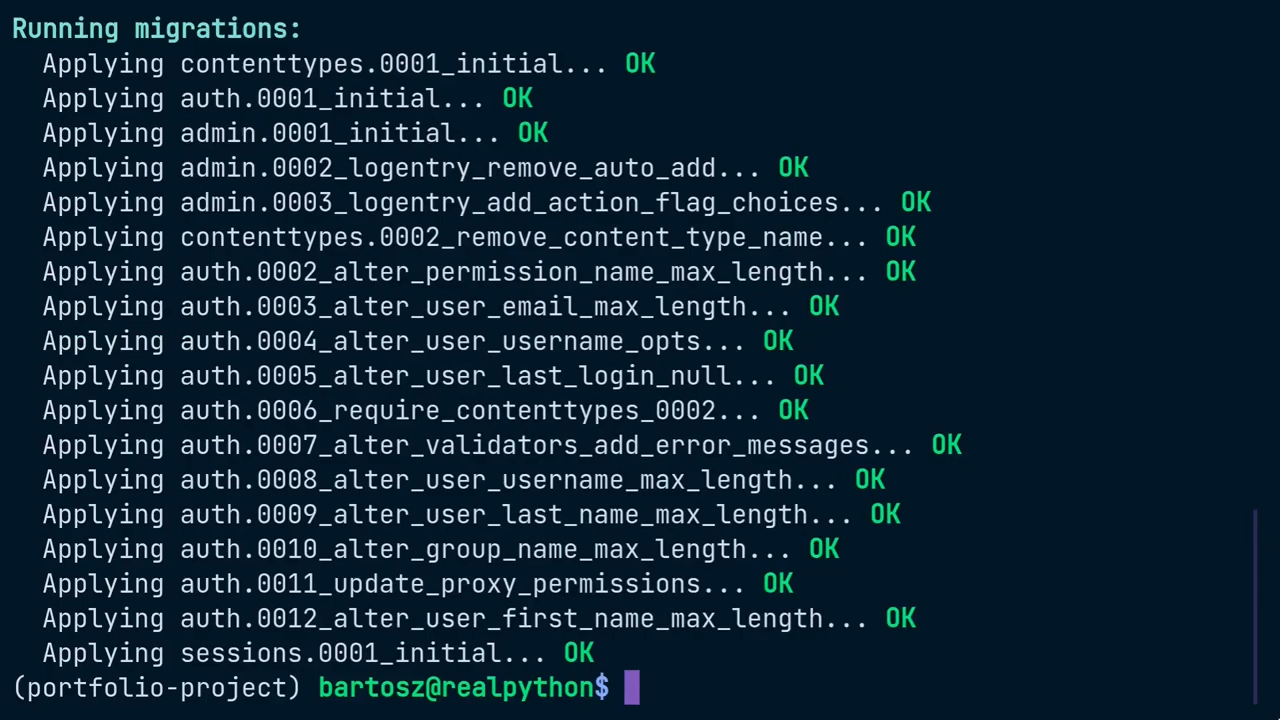 Running migrations:
  Applying contenttypes.0001_initial... OK
  Applying auth.0001_initial... OK
  Applying admin.0001_initial... OK
  Applying admin.0002_logentry_remove_auto_add... OK
  Applying admin.0003_logentry_add_action_flag_choices... OK
  Applying contenttypes.0002_remove_content_type_name... OK
  Applying auth.0002_alter_permission_name_max_length... OK
  Applying auth.0003_alter_user_email_max_length... OK
  Applying auth.0004_alter_user_username_opts... OK
  Applying auth.0005_alter_user_last_login_null... OK
  Applying auth.0006_require_contenttypes_0002... OK
  Applying auth.0007_alter_validators_add_error_messages... OK
  Applying auth.0008_alter_user_username_max_length... OK
  Applying auth.0009_alter_user_last_name_max_length... OK
  Applying auth.0010_alter_group_name_max_length... OK
  Applying auth.0011_update_proxy_permissions... OK
  Applying auth.0012_alter_user_first_name_max_length... OK
  Applying sessions.0001_initial... OK
(portfolio-project) bartosz@realpython$